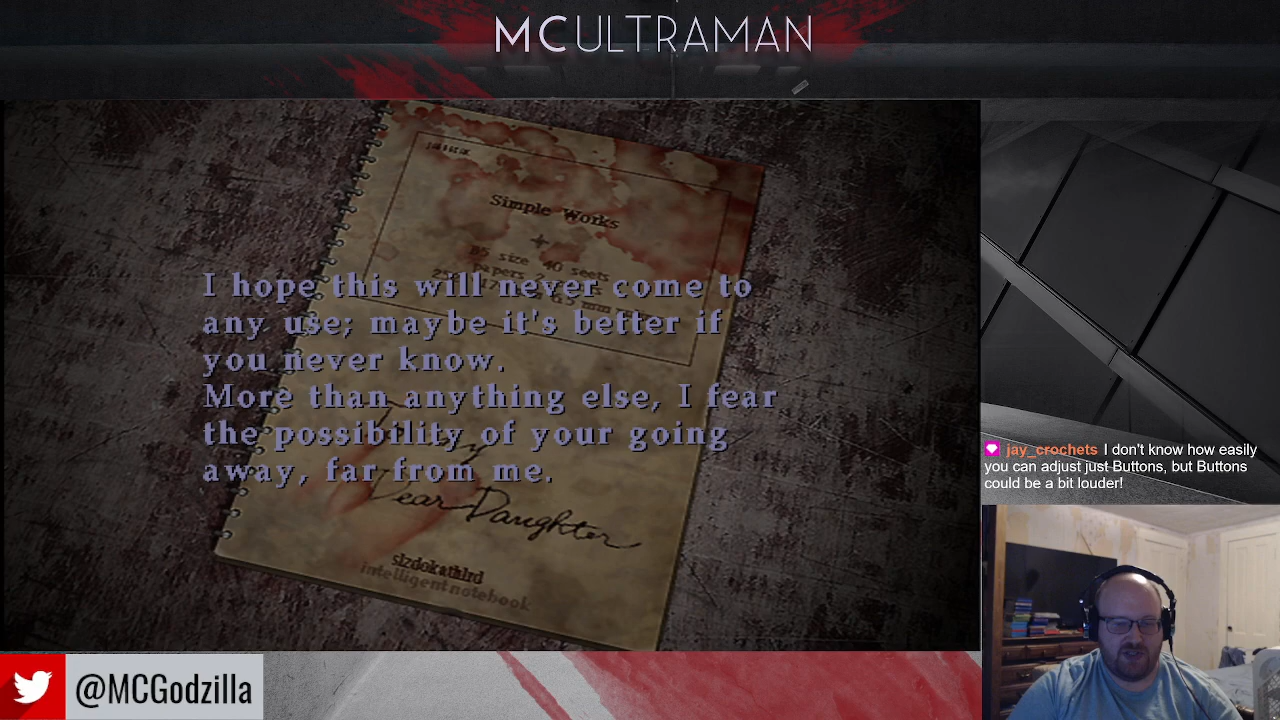 MCULTRAMAN
Simple Works
I hope this will never come to
any use; maybe it's better if
you never know.
More than anything else, I fear
the possibility of your going
away, far from me.
My
Dear Daughter
sizdokathird
intelligent notebook
jay_crochets I don't know how easily
you can adjust just Buttons, but Buttons
could be a bit louder!
@MCGodzilla